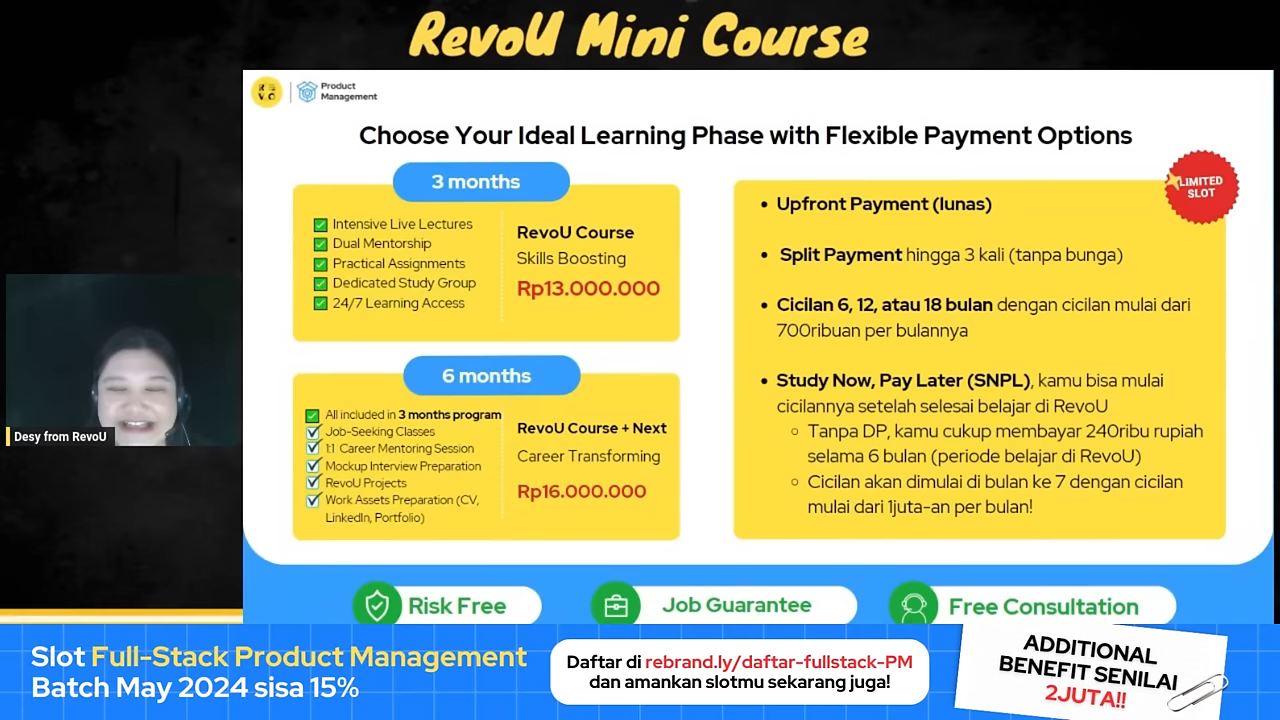 RevoU Mini Course
RE
VO
Product
Management
Choose Your Ideal Learning Phase with Flexible Payment Options
3 months
Intensive Live Lectures
Dual Mentorship
Practical Assignments
Dedicated Study Group
24/7 Learning Access
RevoU Course
Skills Boosting
Rp13.000.000
6 months
All included in 3 months program
Job-Seeking Classes
1:1 Career Mentoring Session
Mockup Interview Preparation
RevoU Projects
Work Assets Preparation (CV,
LinkedIn, Portfolio)
RevoU Course + Next
Career Transforming
Rp16.000.000
LIMITED
SLOT
• Upfront Payment (lunas)
• Split Payment hingga 3 kali (tanpa bunga)
• Cicilan 6, 12, atau 18 bulan dengan cicilan mulai dari
700ribuan per bulannya
• Study Now, Pay Later (SNPL), kamu bisa mulai
cicilannya setelah selesai belajar di RevoU
○ Tanpa DP, kamu cukup membayar 240ribu rupiah
selama 6 bulan (periode belajar di RevoU)
○ Cicilan akan dimulai di bulan ke 7 dengan cicilan
mulai dari 1juta-an per bulan!
Desy from RevoU
Risk Free
Job Guarantee
Free Consultation
Slot Full-Stack Product Management
Batch May 2024 sisa 15%
Daftar di rebrand.ly/daftar-fullstack-PM
dan amankan slotmu sekarang juga!
ADDITIONAL
BENEFIT SENILAI
2JUTA!!